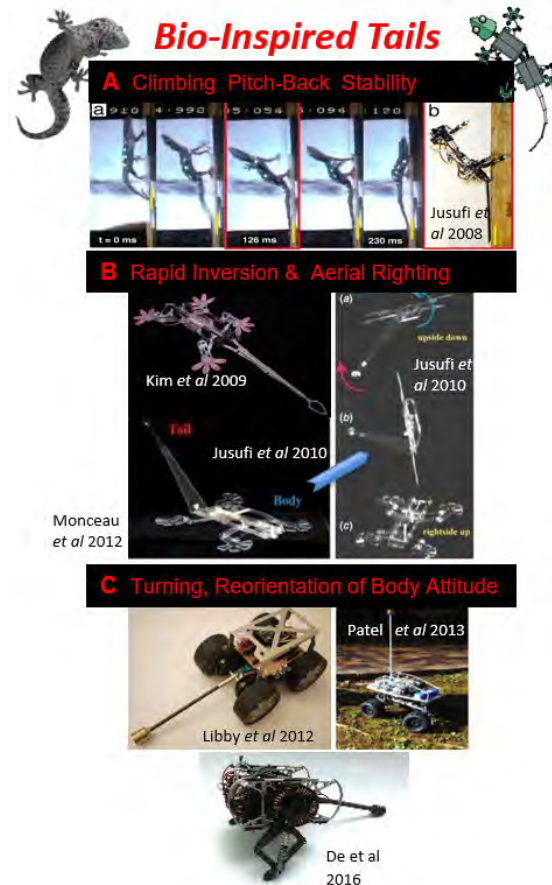 Bio-Inspired Tails
A Climbing Pitch-Back Stability
a
b
t = 0 ms
126 ms
230 ms
Jusufi et
al 2008
B Rapid Inversion & Aerial Righting
Kim et al 2009
(a)
upside down
Jusufi et
al 2010
Tail
Jusufi et al 2010
(b)
Body
Monceau
et al 2012
(c)
rightside up
C Turning, Reorientation of Body Attitude
Libby et al 2012
Patel et al 2013
De et al
2016